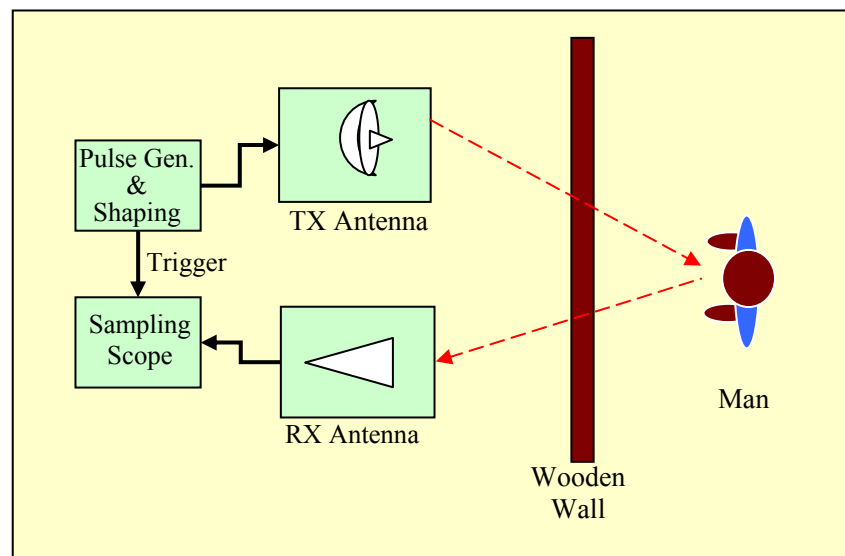 Pulse Gen.
&
Shaping
TX Antenna
Trigger
Sampling
Scope
RX Antenna
Man
Wooden
Wall